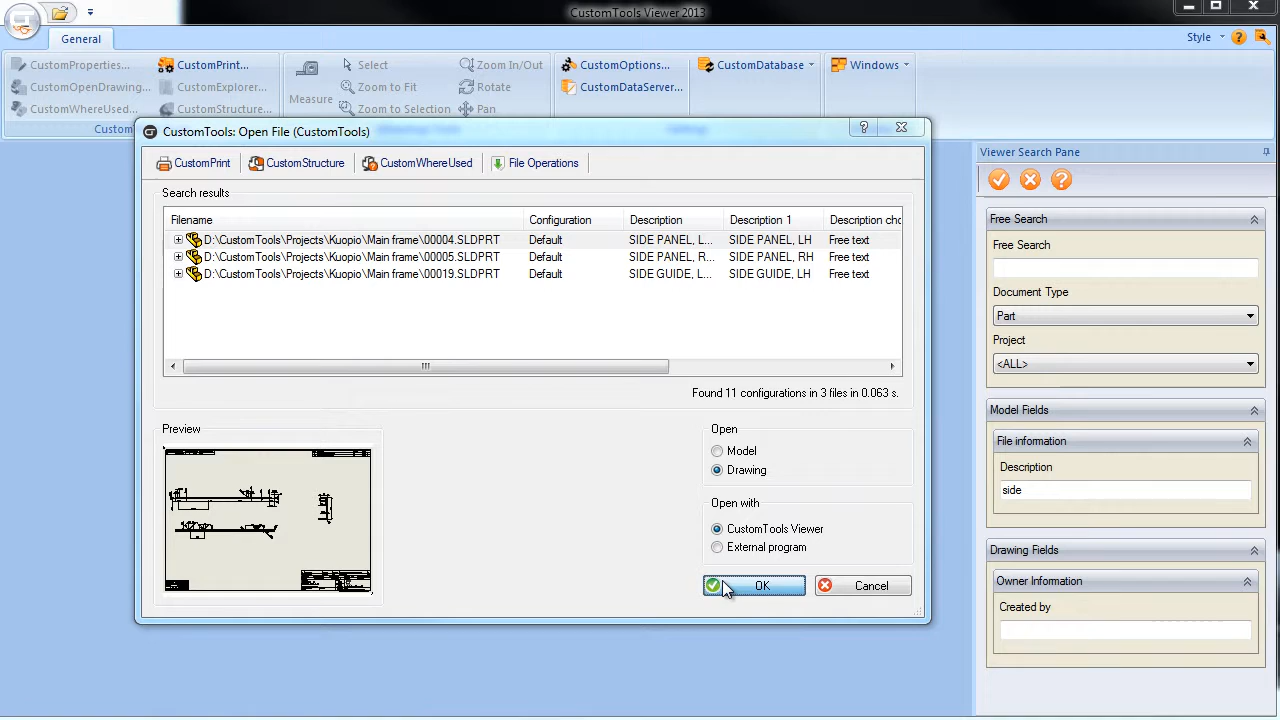 CustomTools Viewer 2013
General
Style
CustomProperties...
CustomPrint...
Select
Zoom In/Out
CustomOptions...
CustomDatabase
Windows
CustomOpenDrawing...
CustomExplorer...
Measure
Zoom to Fit
Rotate
CustomDataServer...
CustomWhereUsed...
CustomStructure...
Zoom to Selection
Pan
Custom
CustomTools: Open File (CustomTools)
CustomPrint
CustomStructure
CustomWhereUsed
File Operations
Search results
Filename Configuration Description Description 1 Description cho
D:\CustomTools\Projects\Kuopio\Main frame\00004.SLDPRT Default SIDE PANEL, L... SIDE PANEL, LH Free text
D:\CustomTools\Projects\Kuopio\Main frame\00005.SLDPRT Default SIDE PANEL, R... SIDE PANEL, RH Free text
D:\CustomTools\Projects\Kuopio\Main frame\00019.SLDPRT Default SIDE GUIDE, L... SIDE GUIDE, LH Free text
Found 11 configurations in 3 files in 0.063 s.
Preview
Open
Model
Drawing
Open with
CustomTools Viewer
External program
OK
Cancel
Viewer Search Pane
Free Search
Free Search
Document Type
Part
Project
<ALL>
Model Fields
File information
Description
side
Drawing Fields
Owner Information
Created by